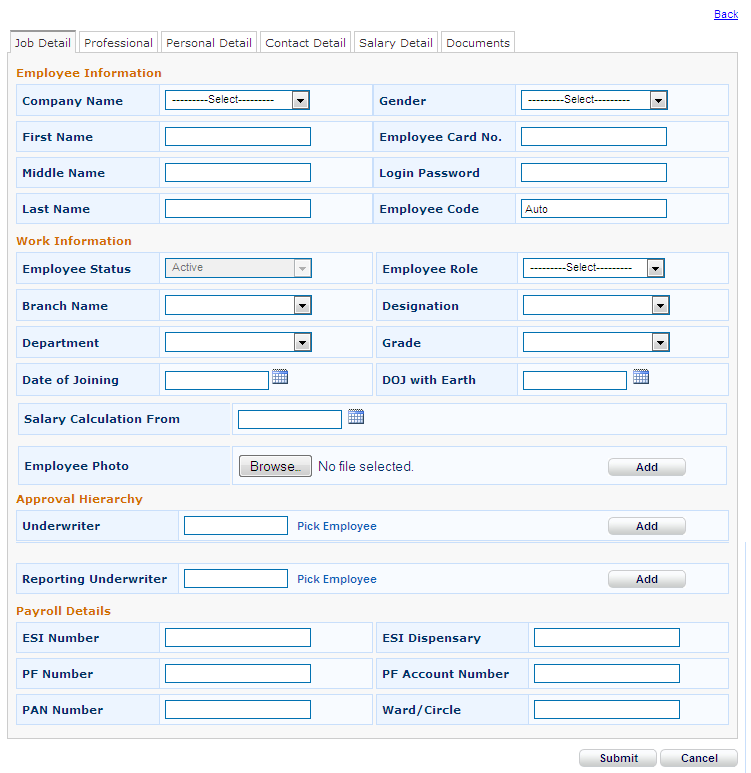 Back
Job Detail Professional Personal Detail Contact Detail Salary Detail Documents
Employee Information
Company Name ---------Select--------- Gender ---------Select---------
First Name Employee Card No.
Middle Name Login Password
Last Name Employee Code Auto
Work Information
Employee Status Active Employee Role ---------Select---------
Branch Name Designation
Department Grade
Date of Joining DOJ with Earth
Salary Calculation From
Employee Photo Browse... No file selected. Add
Approval Hierarchy
Underwriter Pick Employee Add
Reporting Underwriter Pick Employee Add
Payroll Details
ESI Number ESI Dispensary
PF Number PF Account Number
PAN Number Ward/Circle
Submit Cancel